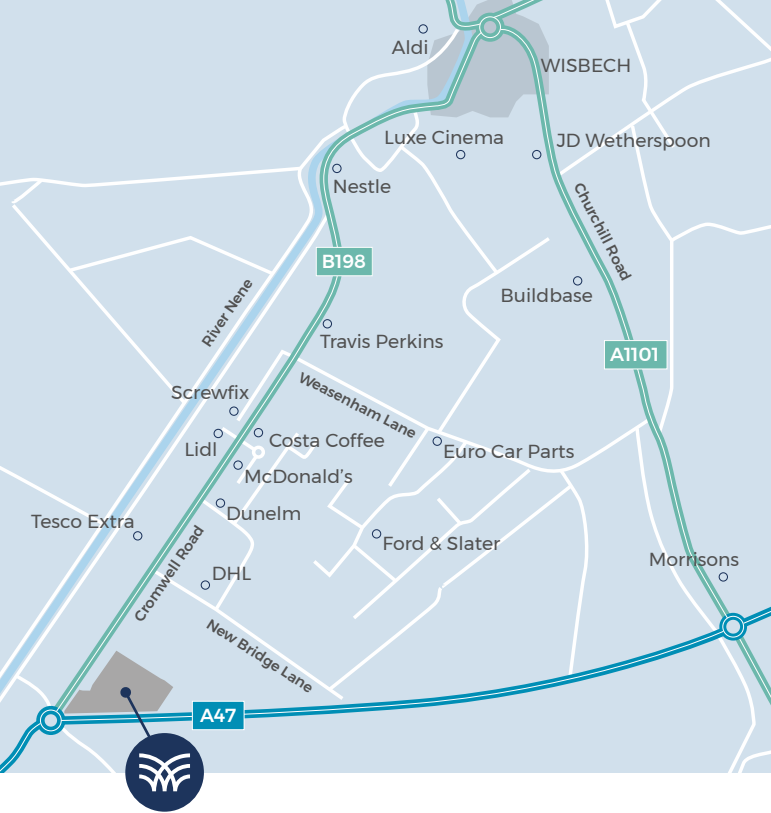 Aldi
WISBECH
Luxe Cinema
JD Wetherspoon
Nestle
Churchill Road
B198
River Nene
Buildbase
Travis Perkins
A1101
Screwfix
Weasenham Lane
Lidl
Costa Coffee
Euro Car Parts
McDonald’s
Tesco Extra
Dunelm
Ford & Slater
Cromwell Road
DHL
Morrisons
New Bridge Lane
A47